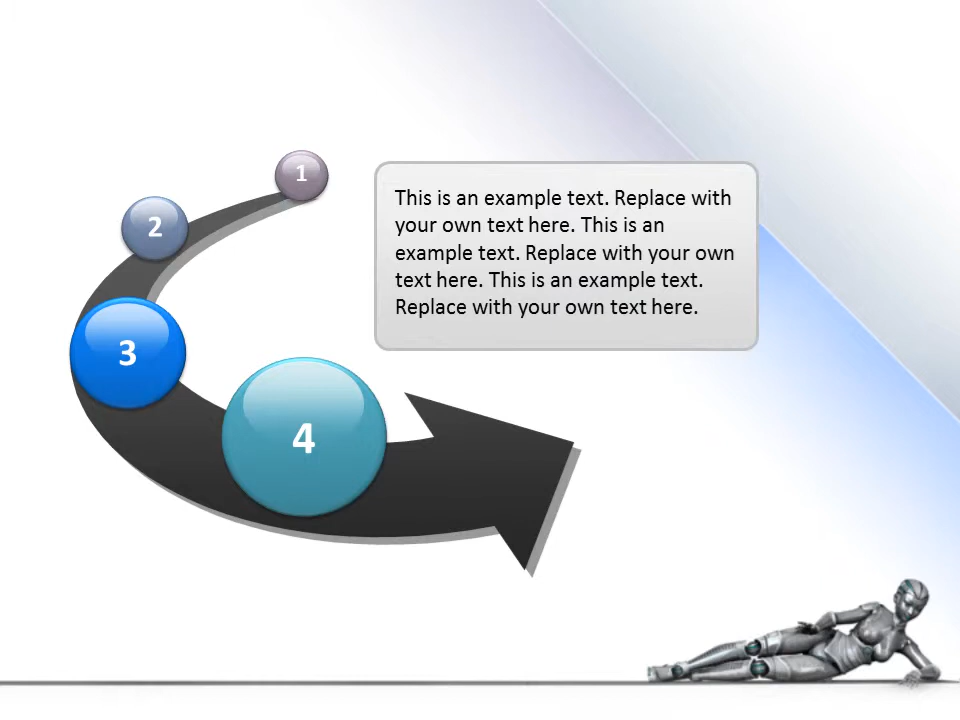 1
2
3
4
This is an example text. Replace with
your own text here. This is an
example text. Replace with your own
text here. This is an example text.
Replace with your own text here.